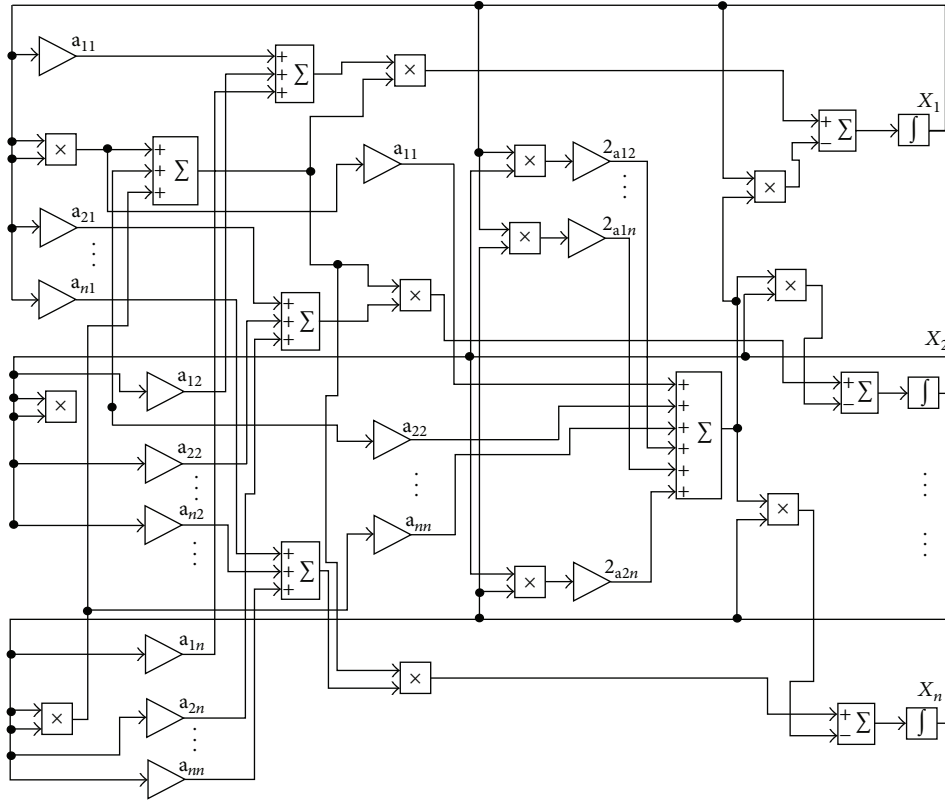 a₁₁
+
+
+
Σ
×
X₁
+
−
Σ
∫
×
+
+
+
Σ
a₁₁
×
2ₐ₁₂
⋮
×
a₂₁
⋮
×
2ₐ₁ₙ
aₙ₁
+
+
+
Σ
×
×
X₂
a₁₂
×
+
+
+
+
+
+
Σ
+
−
Σ
∫
a₂₂
⋮
a₂₂
⋮
⋮
aₙ₂
⋮
aₙₙ
×
⋮
+
+
+
Σ
×
2ₐ₂ₙ
a₁ₙ
×
Xₙ
×
a₂ₙ
⋮
+
−
Σ
∫
aₙₙ